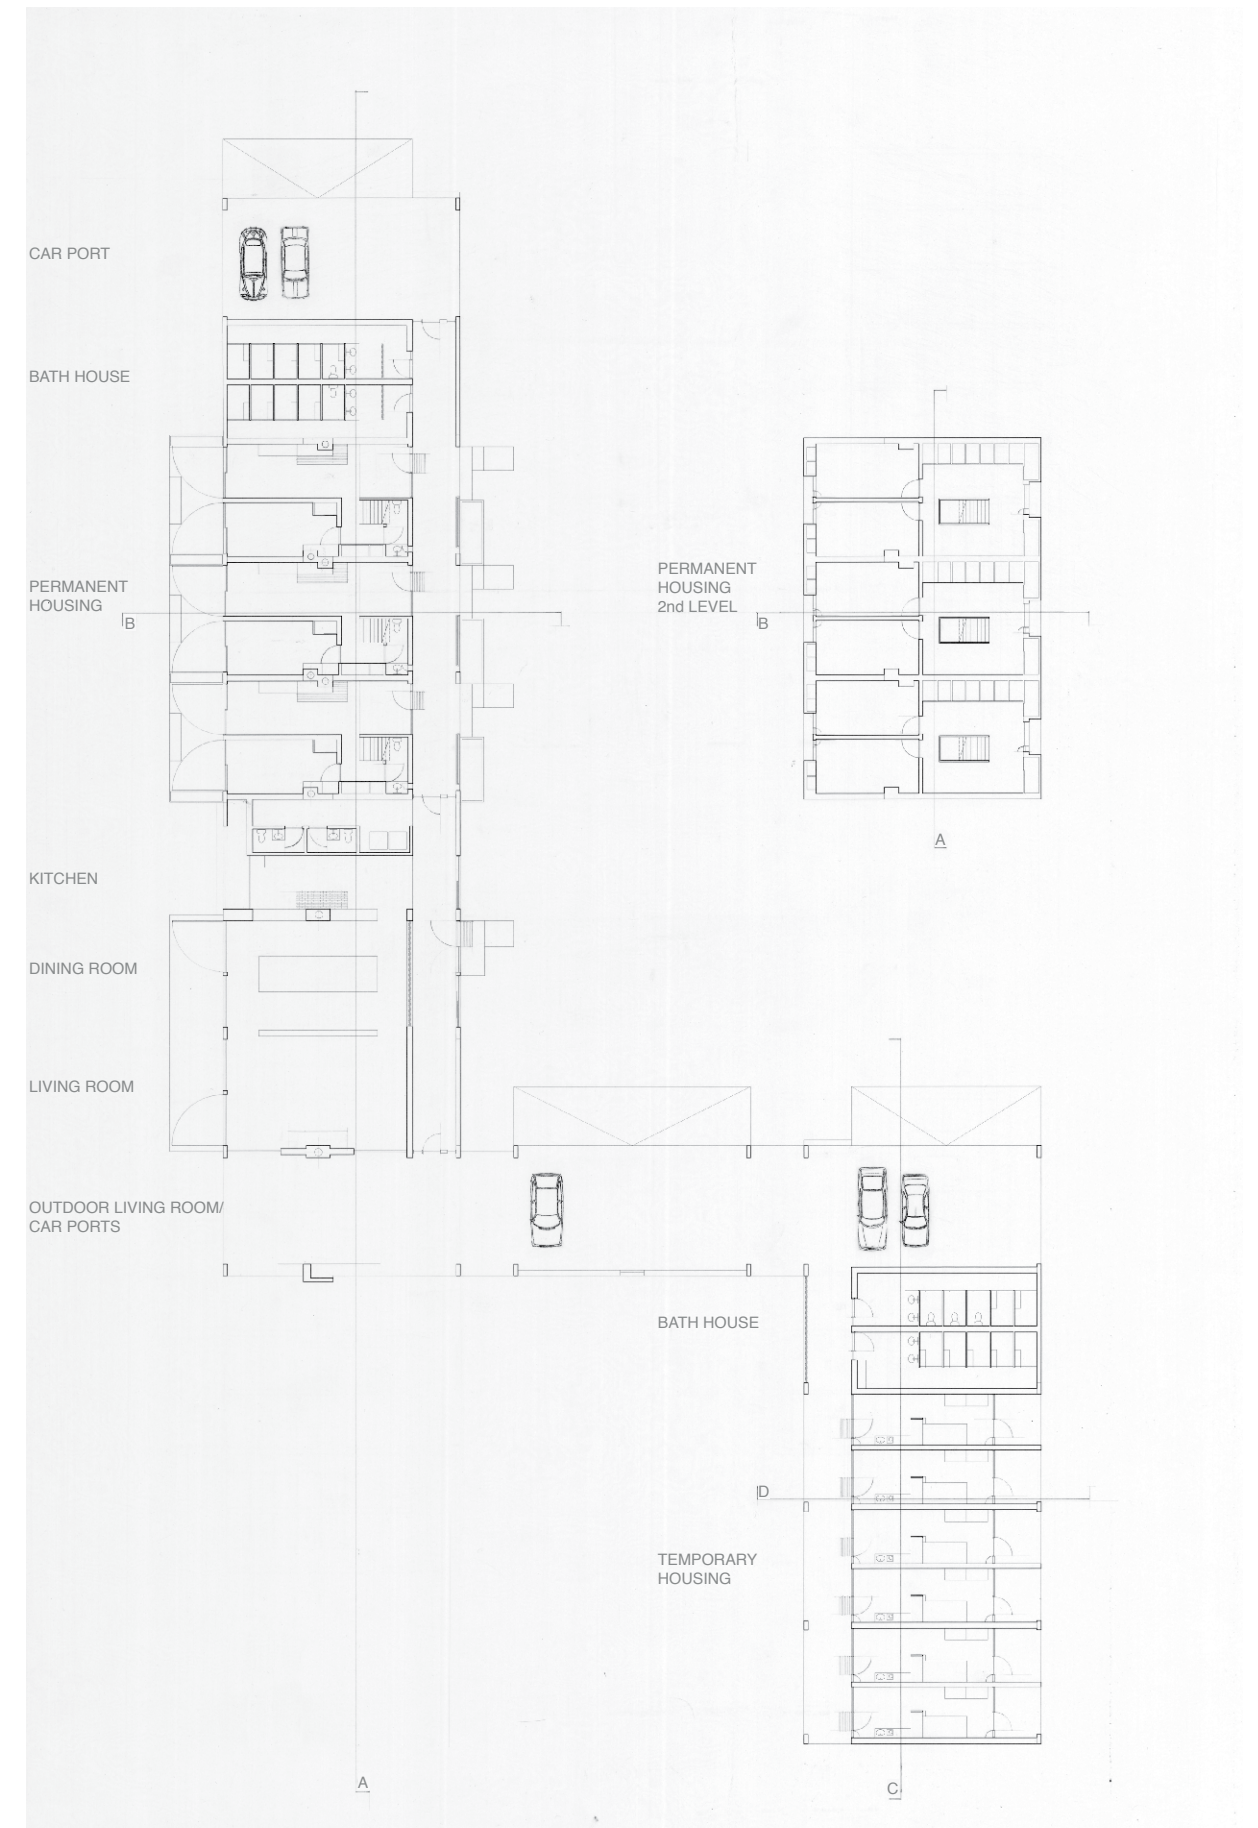 CAR PORT
BATH HOUSE
PERMANENT
HOUSING
B
PERMANENT
HOUSING
2nd LEVEL
B
A
KITCHEN
DINING ROOM
LIVING ROOM
OUTDOOR LIVING ROOM/
CAR PORTS
BATH HOUSE
D
TEMPORARY
HOUSING
A
C